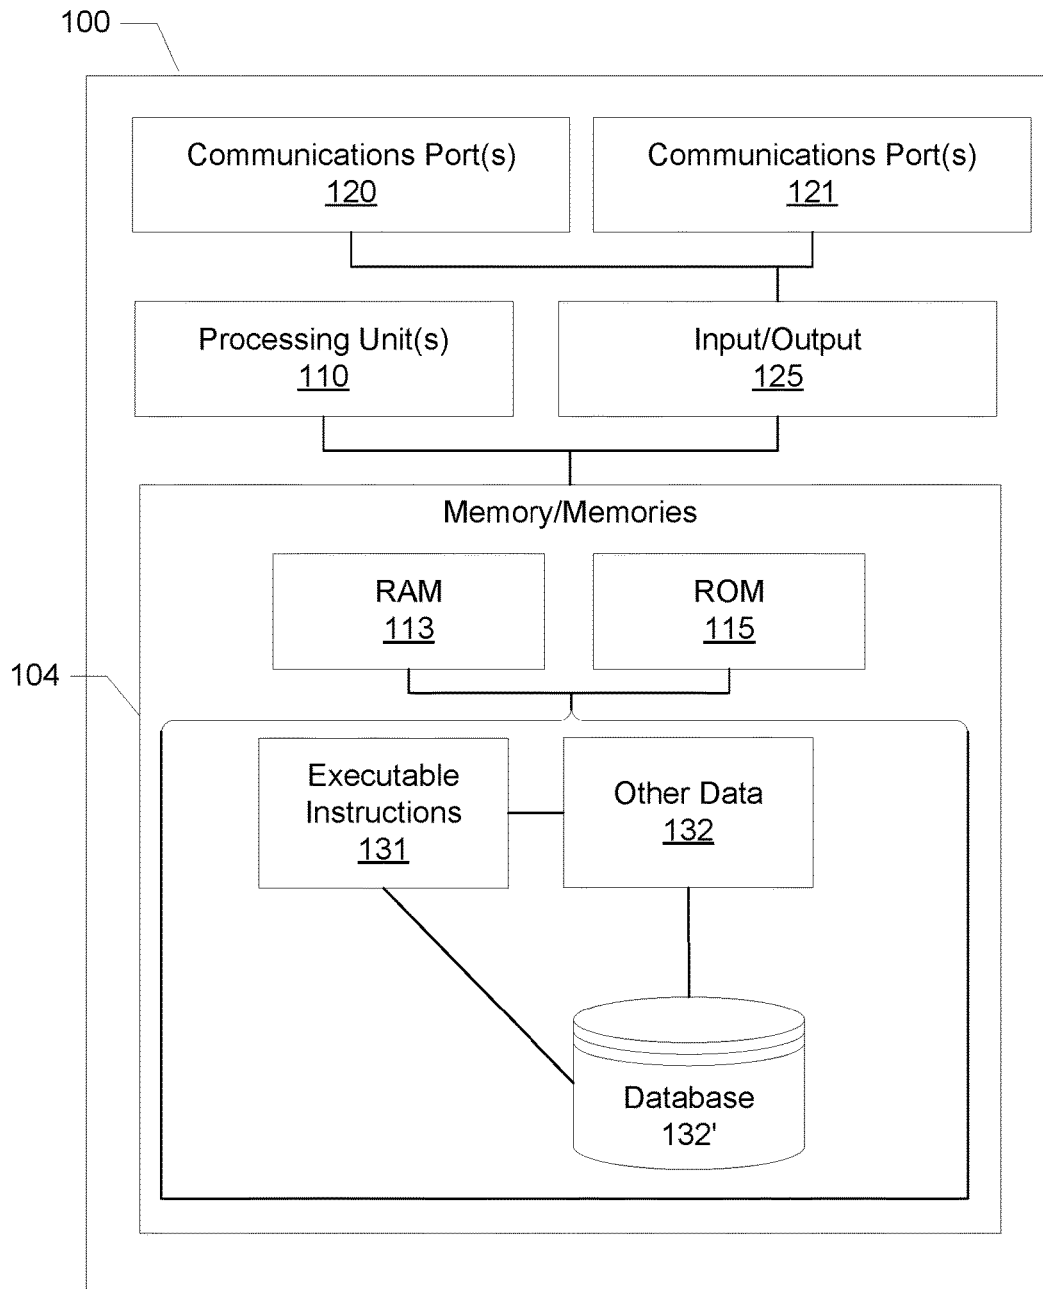 100
Communications Port(s)
120
Communications Port(s)
121
Processing Unit(s)
110
Input/Output
125
Memory/Memories
RAM
113
ROM
115
104
Executable
Instructions
131
Other Data
132
Database
132'